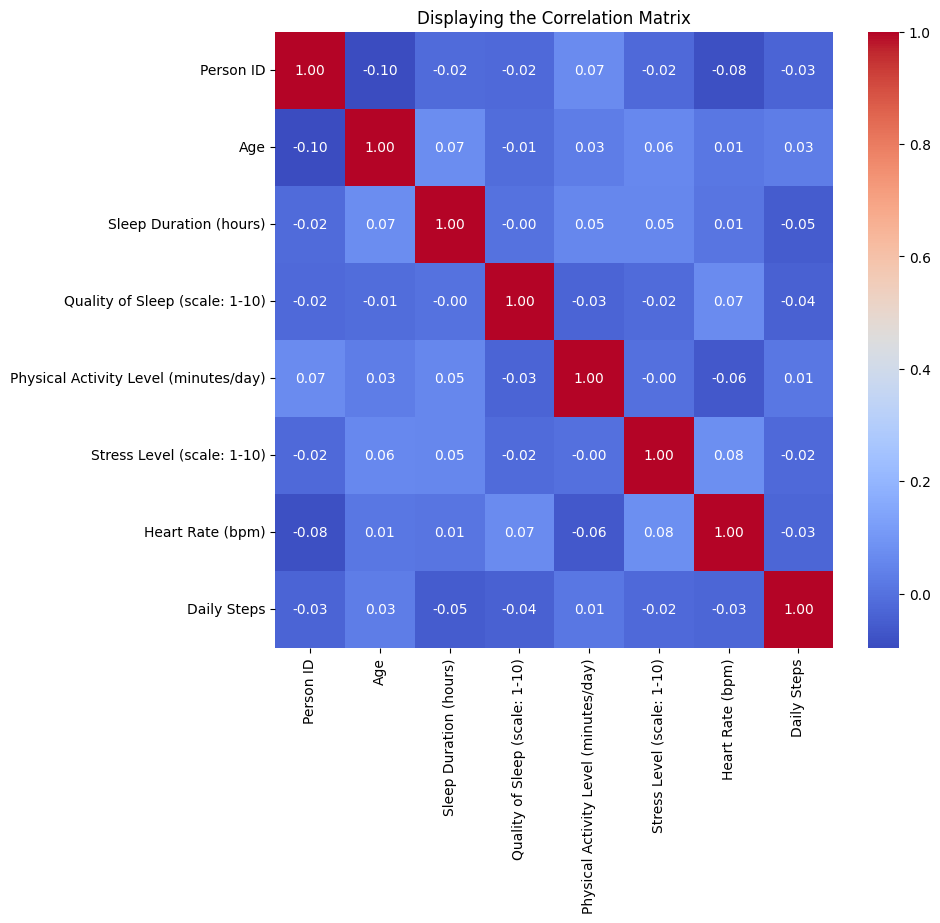 Displaying the Correlation Matrix
Person ID 1.00 -0.10 -0.02 -0.02 0.07 -0.02 -0.08 -0.03
Age -0.10 1.00 0.07 -0.01 0.03 0.06 0.01 0.03
Sleep Duration (hours) -0.02 0.07 1.00 -0.00 0.05 0.05 0.01 -0.05
Quality of Sleep (scale: 1-10) -0.02 -0.01 -0.00 1.00 -0.03 -0.02 0.07 -0.04
Physical Activity Level (minutes/day) 0.07 0.03 0.05 -0.03 1.00 -0.00 -0.06 0.01
Stress Level (scale: 1-10) -0.02 0.06 0.05 -0.02 -0.00 1.00 0.08 -0.02
Heart Rate (bpm) -0.08 0.01 0.01 0.07 -0.06 0.08 1.00 -0.03
Daily Steps -0.03 0.03 -0.05 -0.04 0.01 -0.02 -0.03 1.00
Person ID
Age
Sleep Duration (hours)
Quality of Sleep (scale: 1-10)
Physical Activity Level (minutes/day)
Stress Level (scale: 1-10)
Heart Rate (bpm)
Daily Steps
1.0
0.8
0.6
0.4
0.2
0.0